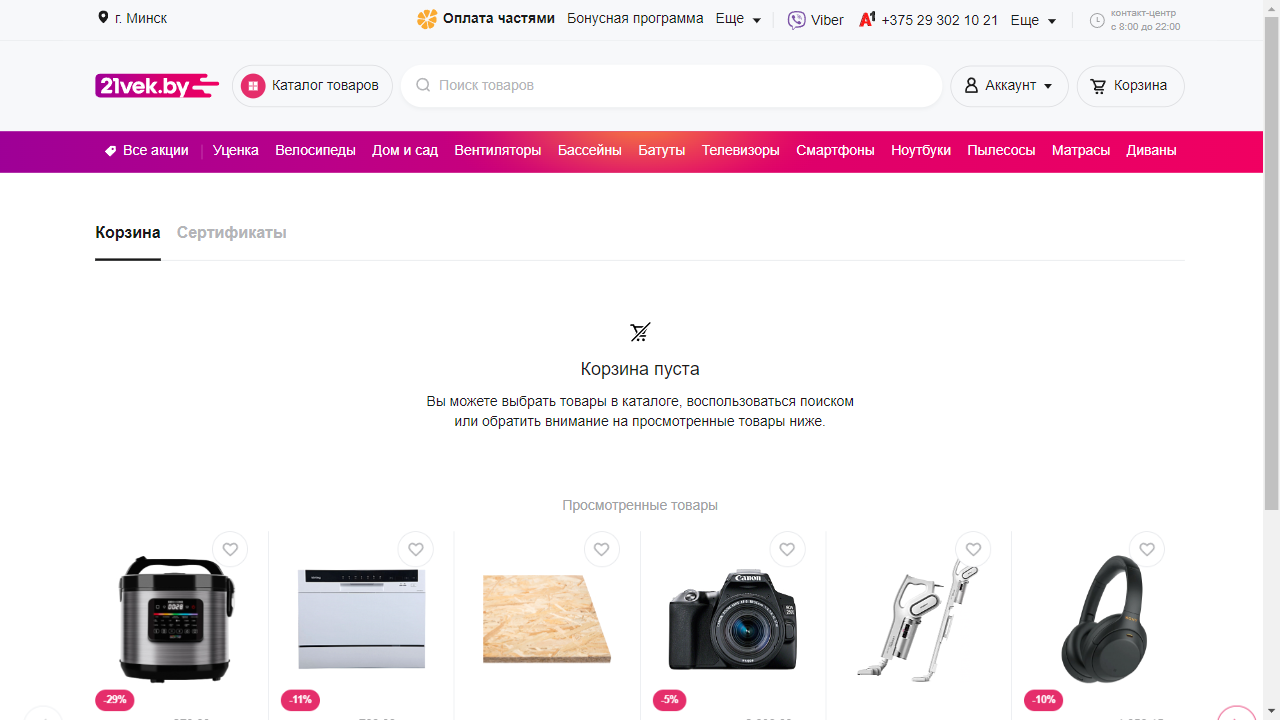 г. Минск
Оплата частями Бонусная программа Еще
Viber
A1 +375 29 302 10 21 Еще
контакт-центр
с 8:00 до 22:00
21vek.by
Каталог товаров
Поиск товаров
Аккаунт
Корзина
Все акции Уценка Велосипеды Дом и сад Вентиляторы Бассейны Батуты Телевизоры Смартфоны Ноутбуки Пылесосы Матрасы Диваны
Корзина Сертификаты
Корзина пуста
Вы можете выбрать товары в каталоге, воспользоваться поиском
или обратить внимание на просмотренные товары ниже.
Просмотренные товары
Canon
-29% -11% -5% -10%